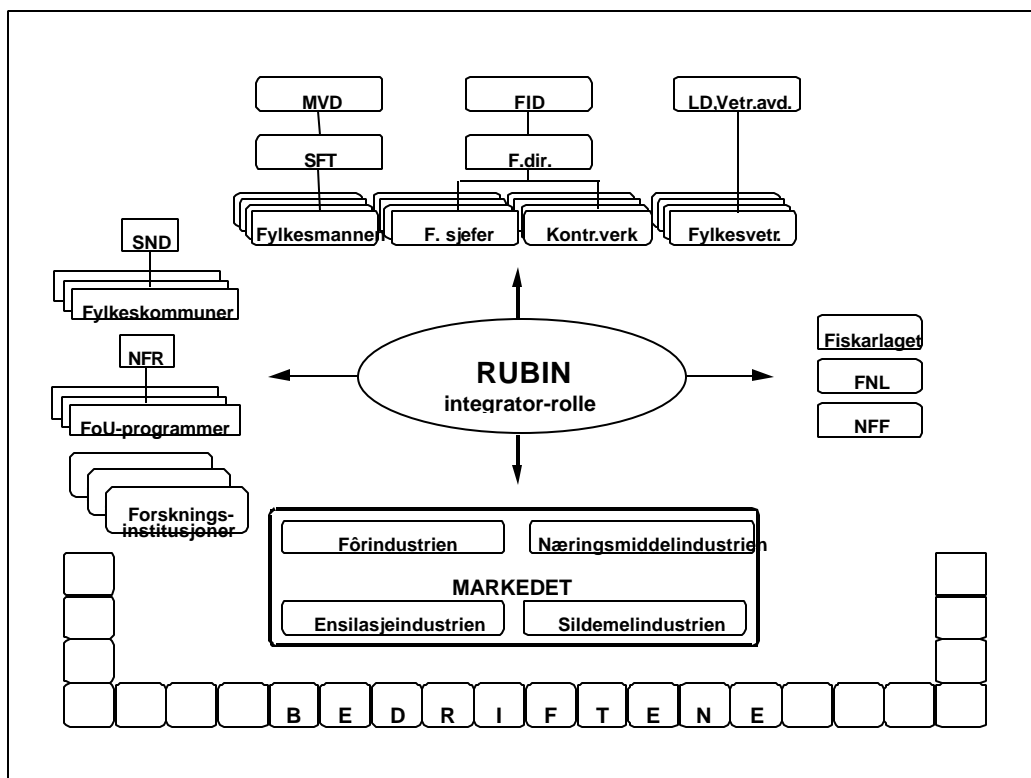 MVD
FID
LD,Vetr.avd.
SFT
F.dir.
Fylkesmannen
F. sjefer
Kontr.verk
Fylkesvetr.
SND
Fylkeskommuner
NFR
FoU-programmer
Forsknings-
institusjoner
RUBIN
integrator-rolle
Fiskarlaget
FNL
NFF
Fôrindustrien
Næringsmiddelindustrien
MARKEDET
Ensilasjeindustrien
Sildemelindustrien
B E D R I F T E N E